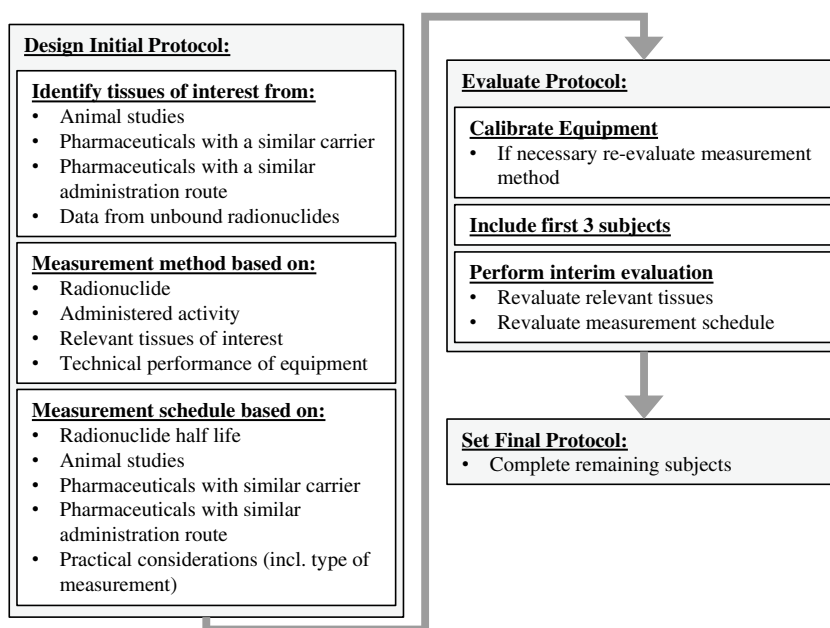 Design Initial Protocol:
Identify tissues of interest from:
• Animal studies
• Pharmaceuticals with a similar carrier
• Pharmaceuticals with a similar
administration route
• Data from unbound radionuclides
Measurement method based on:
• Radionuclide
• Administered activity
• Relevant tissues of interest
• Technical performance of equipment
Measurement schedule based on:
• Radionuclide half life
• Animal studies
• Pharmaceuticals with similar carrier
• Pharmaceuticals with similar
administration route
• Practical considerations (incl. type of
measurement)
Evaluate Protocol:
Calibrate Equipment
• If necessary re-evaluate measurement
method
Include first 3 subjects
Perform interim evaluation
• Revaluate relevant tissues
• Revaluate measurement schedule
Set Final Protocol:
• Complete remaining subjects